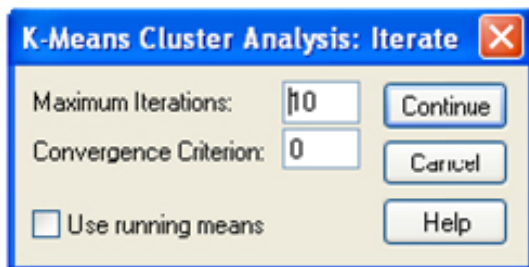 K-Means Cluster Analysis: Iterate
Maximum Iterations: 10 Continue
Convergence Criterion: 0 Cancel
Use running means Help